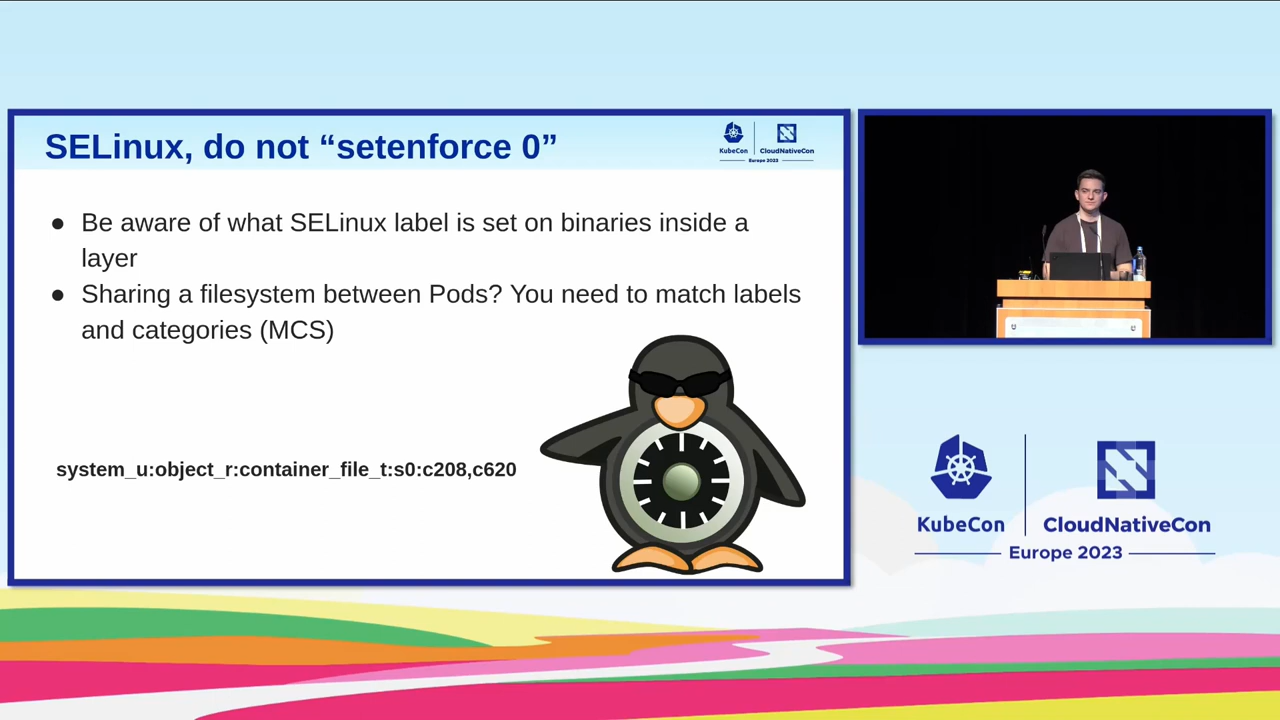 SELinux, do not “setenforce 0”
KubeCon
CloudNativeCon
Europe 2023
● Be aware of what SELinux label is set on binaries inside a
layer
● Sharing a filesystem between Pods? You need to match labels
and categories (MCS)
system_u:object_r:container_file_t:s0:c208,c620
KubeCon
CloudNativeCon
Europe 2023